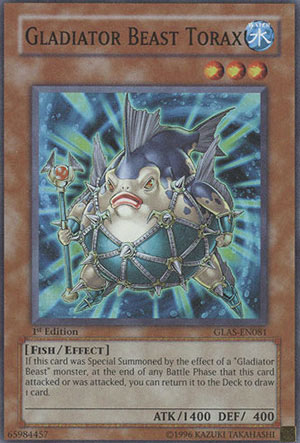 GLADIATOR BEAST TORAX
WATER
水
1st Edition
GLAS-EN081
[FISH/EFFECT]
If this card was Special Summoned by the effect of a "Gladiator
Beast" monster, at the end of any Battle Phase that this card
attacked or was attacked, you can return it to the Deck to draw
1 card.
ATK/1400 DEF/ 400
65984457
©1996 KAZUKI TAKAHASHI